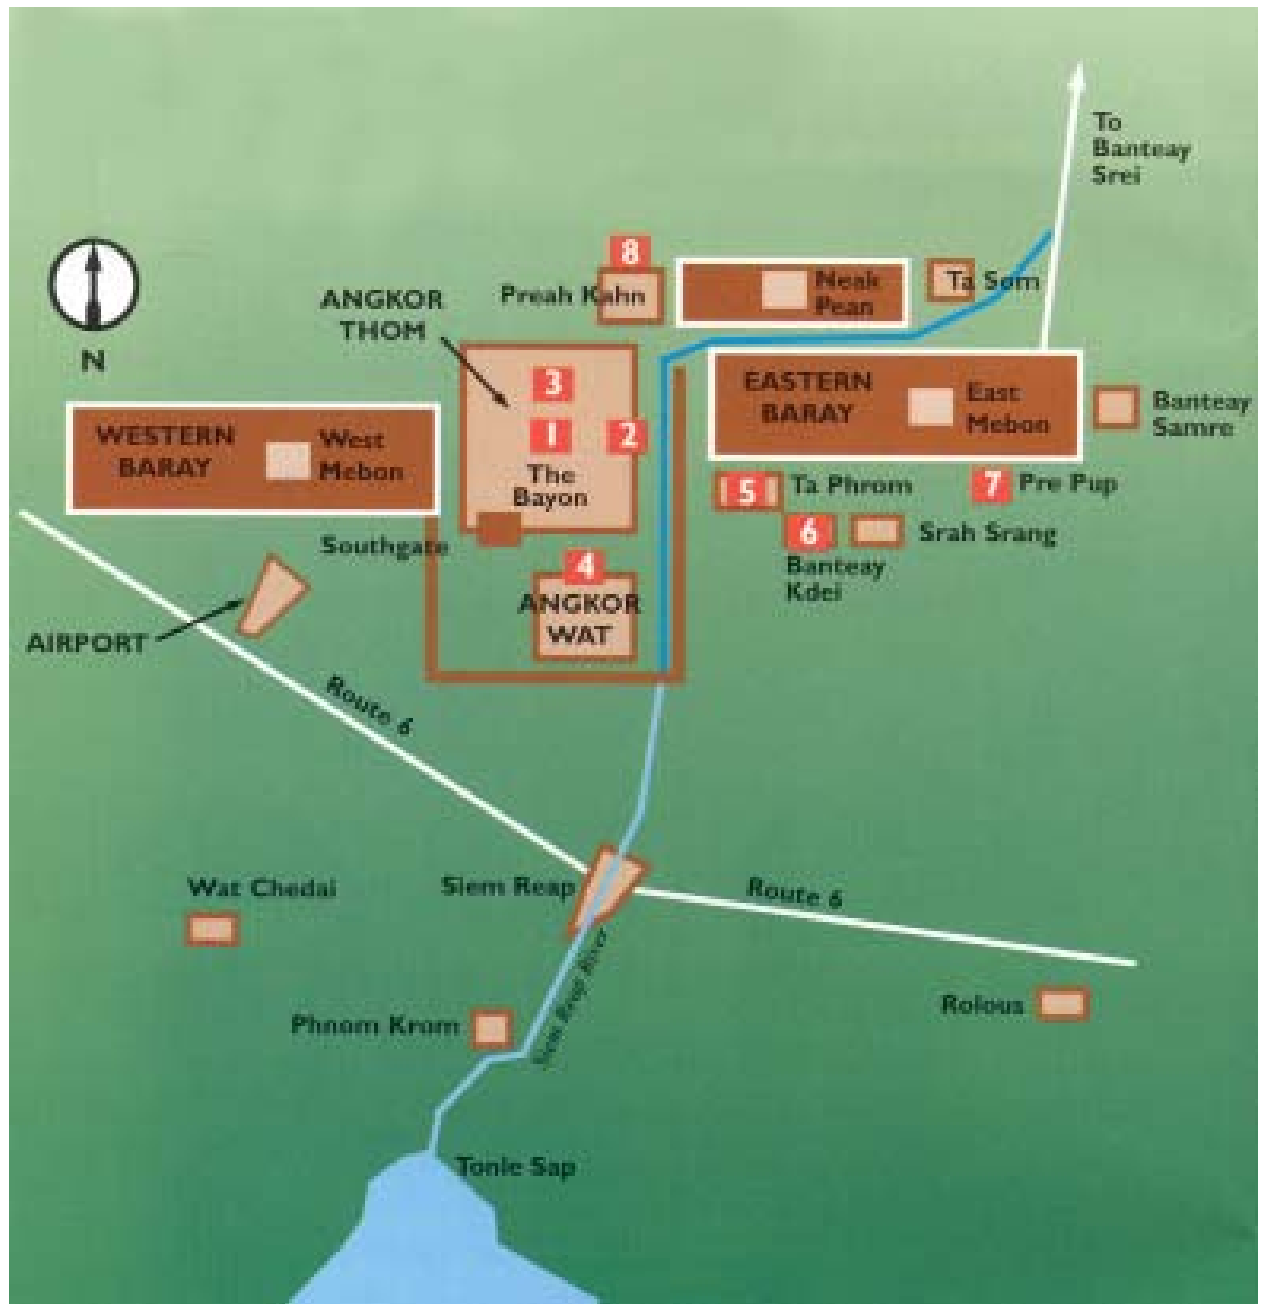 To
Banteay
Srei
8
Preah Kahn
Neak
Pean
Ta Som
ANGKOR
THOM
N
3
EASTERN
BARAY
East
Mebon
Banteay
Samre
WESTERN
BARAY
West
Mebon
1
2
The
Bayon
5
Ta Phrom
7
Pre Pup
6
Srah Srang
Banteay
Kdei
Southgate
4
ANGKOR
WAT
AIRPORT
Route 6
Wat Chedai
Siem Reap
Route 6
Siem Reap River
Rolous
Phnom Krom
Tonle Sap